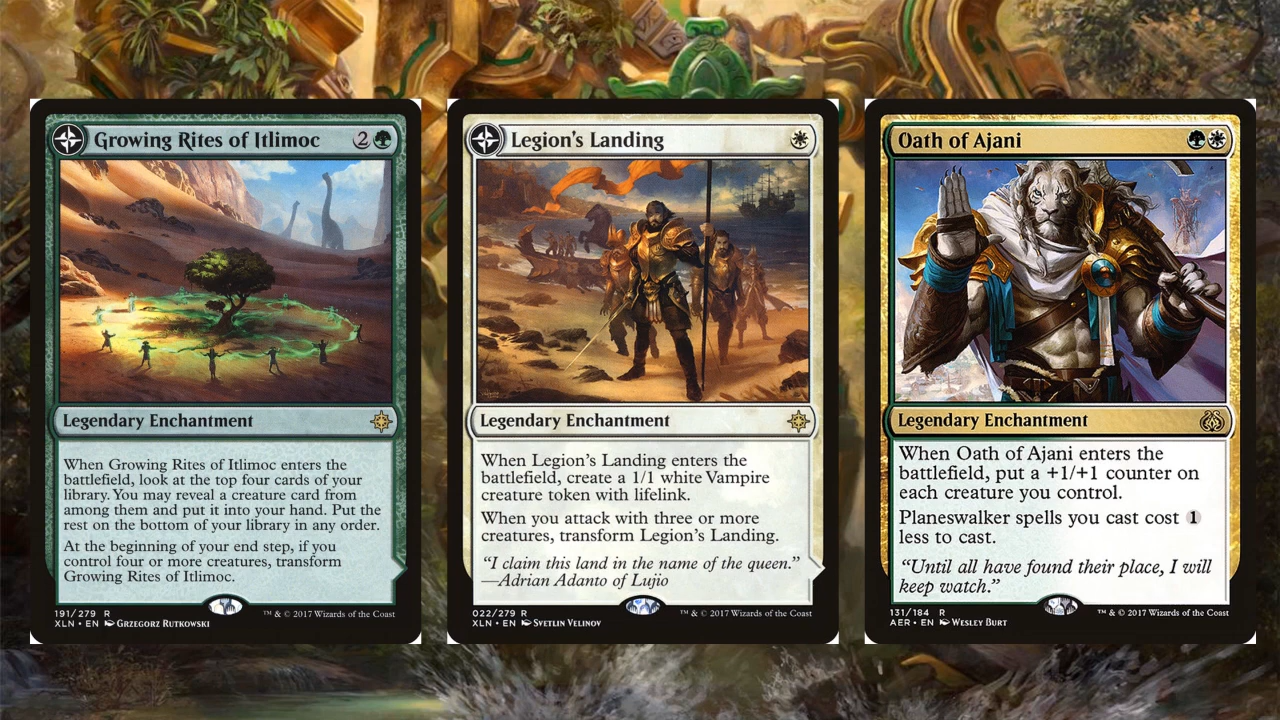 Growing Rites of Itlimoc 2
Legendary Enchantment
When Growing Rites of Itlimoc enters the
battlefield, look at the top four cards of your
library. You may reveal a creature card from
among them and put it into your hand. Put the
rest on the bottom of your library in any order.
At the beginning of your end step, if you
control four or more creatures, transform
Growing Rites of Itlimoc.
191/279 R
XLN • EN Grzegorz Rutkowski
™ & © 2017 Wizards of the Coast
Legion's Landing
Legendary Enchantment
When Legion's Landing enters the
battlefield, create a 1/1 white Vampire
creature token with lifelink.
When you attack with three or more
creatures, transform Legion's Landing.
"I claim this land in the name of the queen."
—Adrian Adanto of Lujio
022/279 R
XLN • EN Svetlin Velinov
™ & © 2017 Wizards of the Coast
Oath of Ajani
Legendary Enchantment
When Oath of Ajani enters the
battlefield, put a +1/+1 counter on
each creature you control.
Planeswalker spells you cast cost 1
less to cast.
"Until all have found their place, I will
keep watch."
131/184 R
AER • EN Wesley Burt
™ & © 2017 Wizards of the Coast